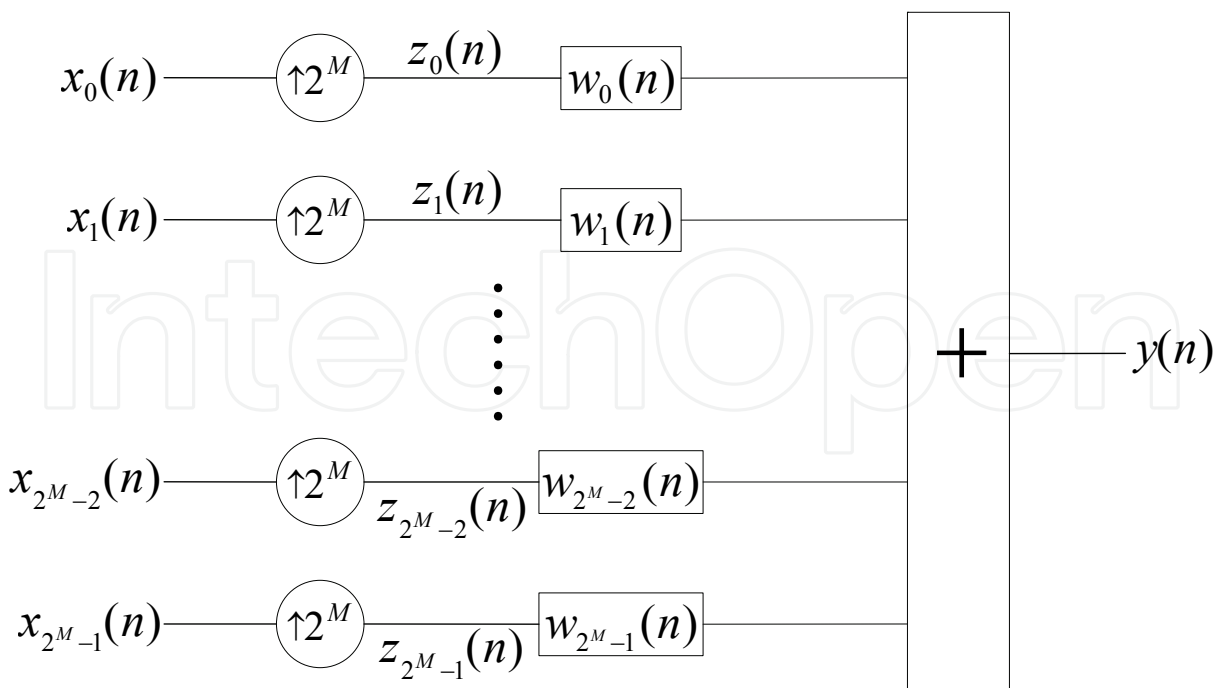 x_0(n) ↑2^M z_0(n) w_0(n)
x_1(n) ↑2^M z_1(n) w_1(n)
IntechOpen
+ y(n)
x_{2^M-2}(n) ↑2^M z_{2^M-2}(n) w_{2^M-2}(n)
x_{2^M-1}(n) ↑2^M z_{2^M-1}(n) w_{2^M-1}(n)